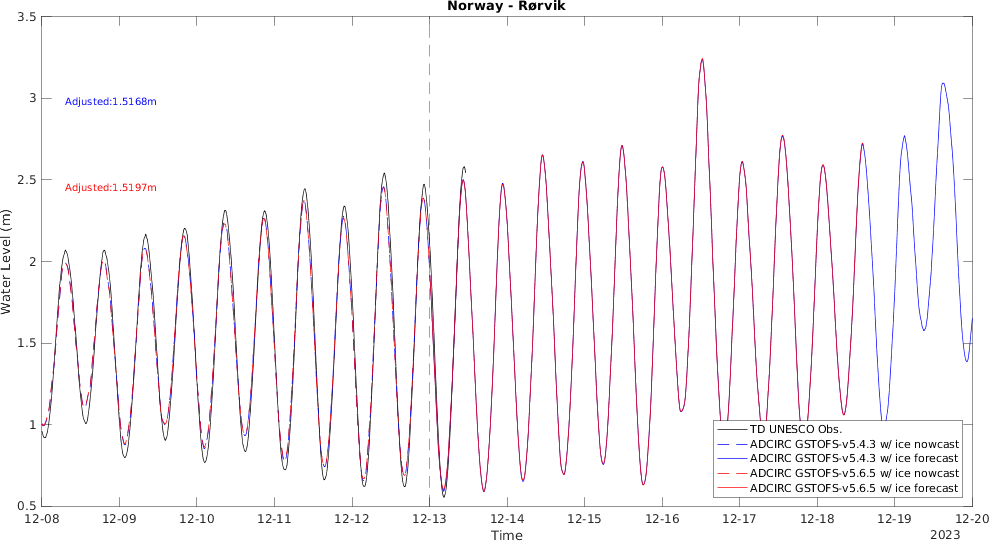 Norway - Rørvik
3.5
3
2.5
2
1.5
1
0.5
Water Level (m)
Adjusted:1.5168m
Adjusted:1.5197m
TD UNESCO Obs.
ADCIRC GSTOFS-v5.4.3 w/ ice nowcast
ADCIRC GSTOFS-v5.4.3 w/ ice forecast
ADCIRC GSTOFS-v5.6.5 w/ ice nowcast
ADCIRC GSTOFS-v5.6.5 w/ ice forecast
12-08 12-09 12-10 12-11 12-12 12-13 12-14 12-15 12-16 12-17 12-18 12-19 12-20
Time
2023